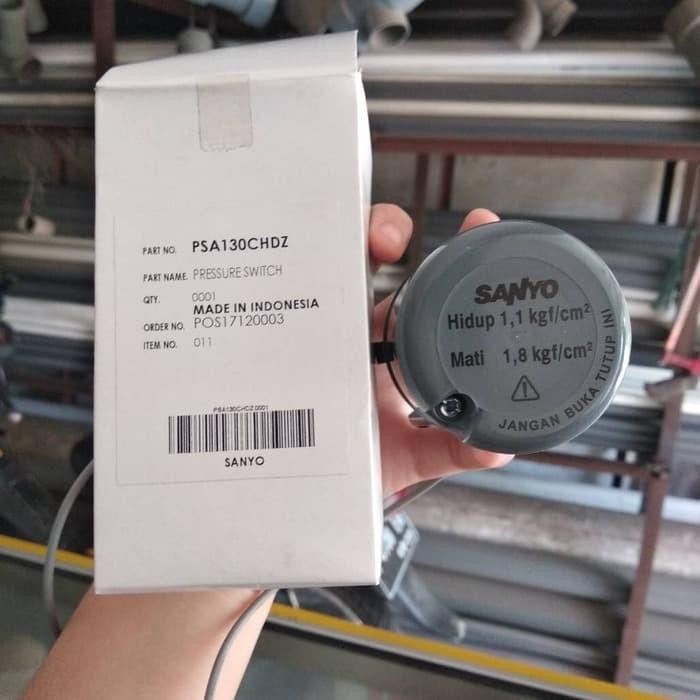 PART NO. PSA130CHDZ
PART NAME. PRESSURE SWITCH
QTY. 0001
MADE IN INDONESIA
ORDER NO. POS17120003
ITEM NO. 011
PSA130CHCZ0001
SANYO
SANYO
Hidup 1,1 kgf/cm²
Mati 1,8 kgf/cm²
JANGAN BUKA TUTUP INI